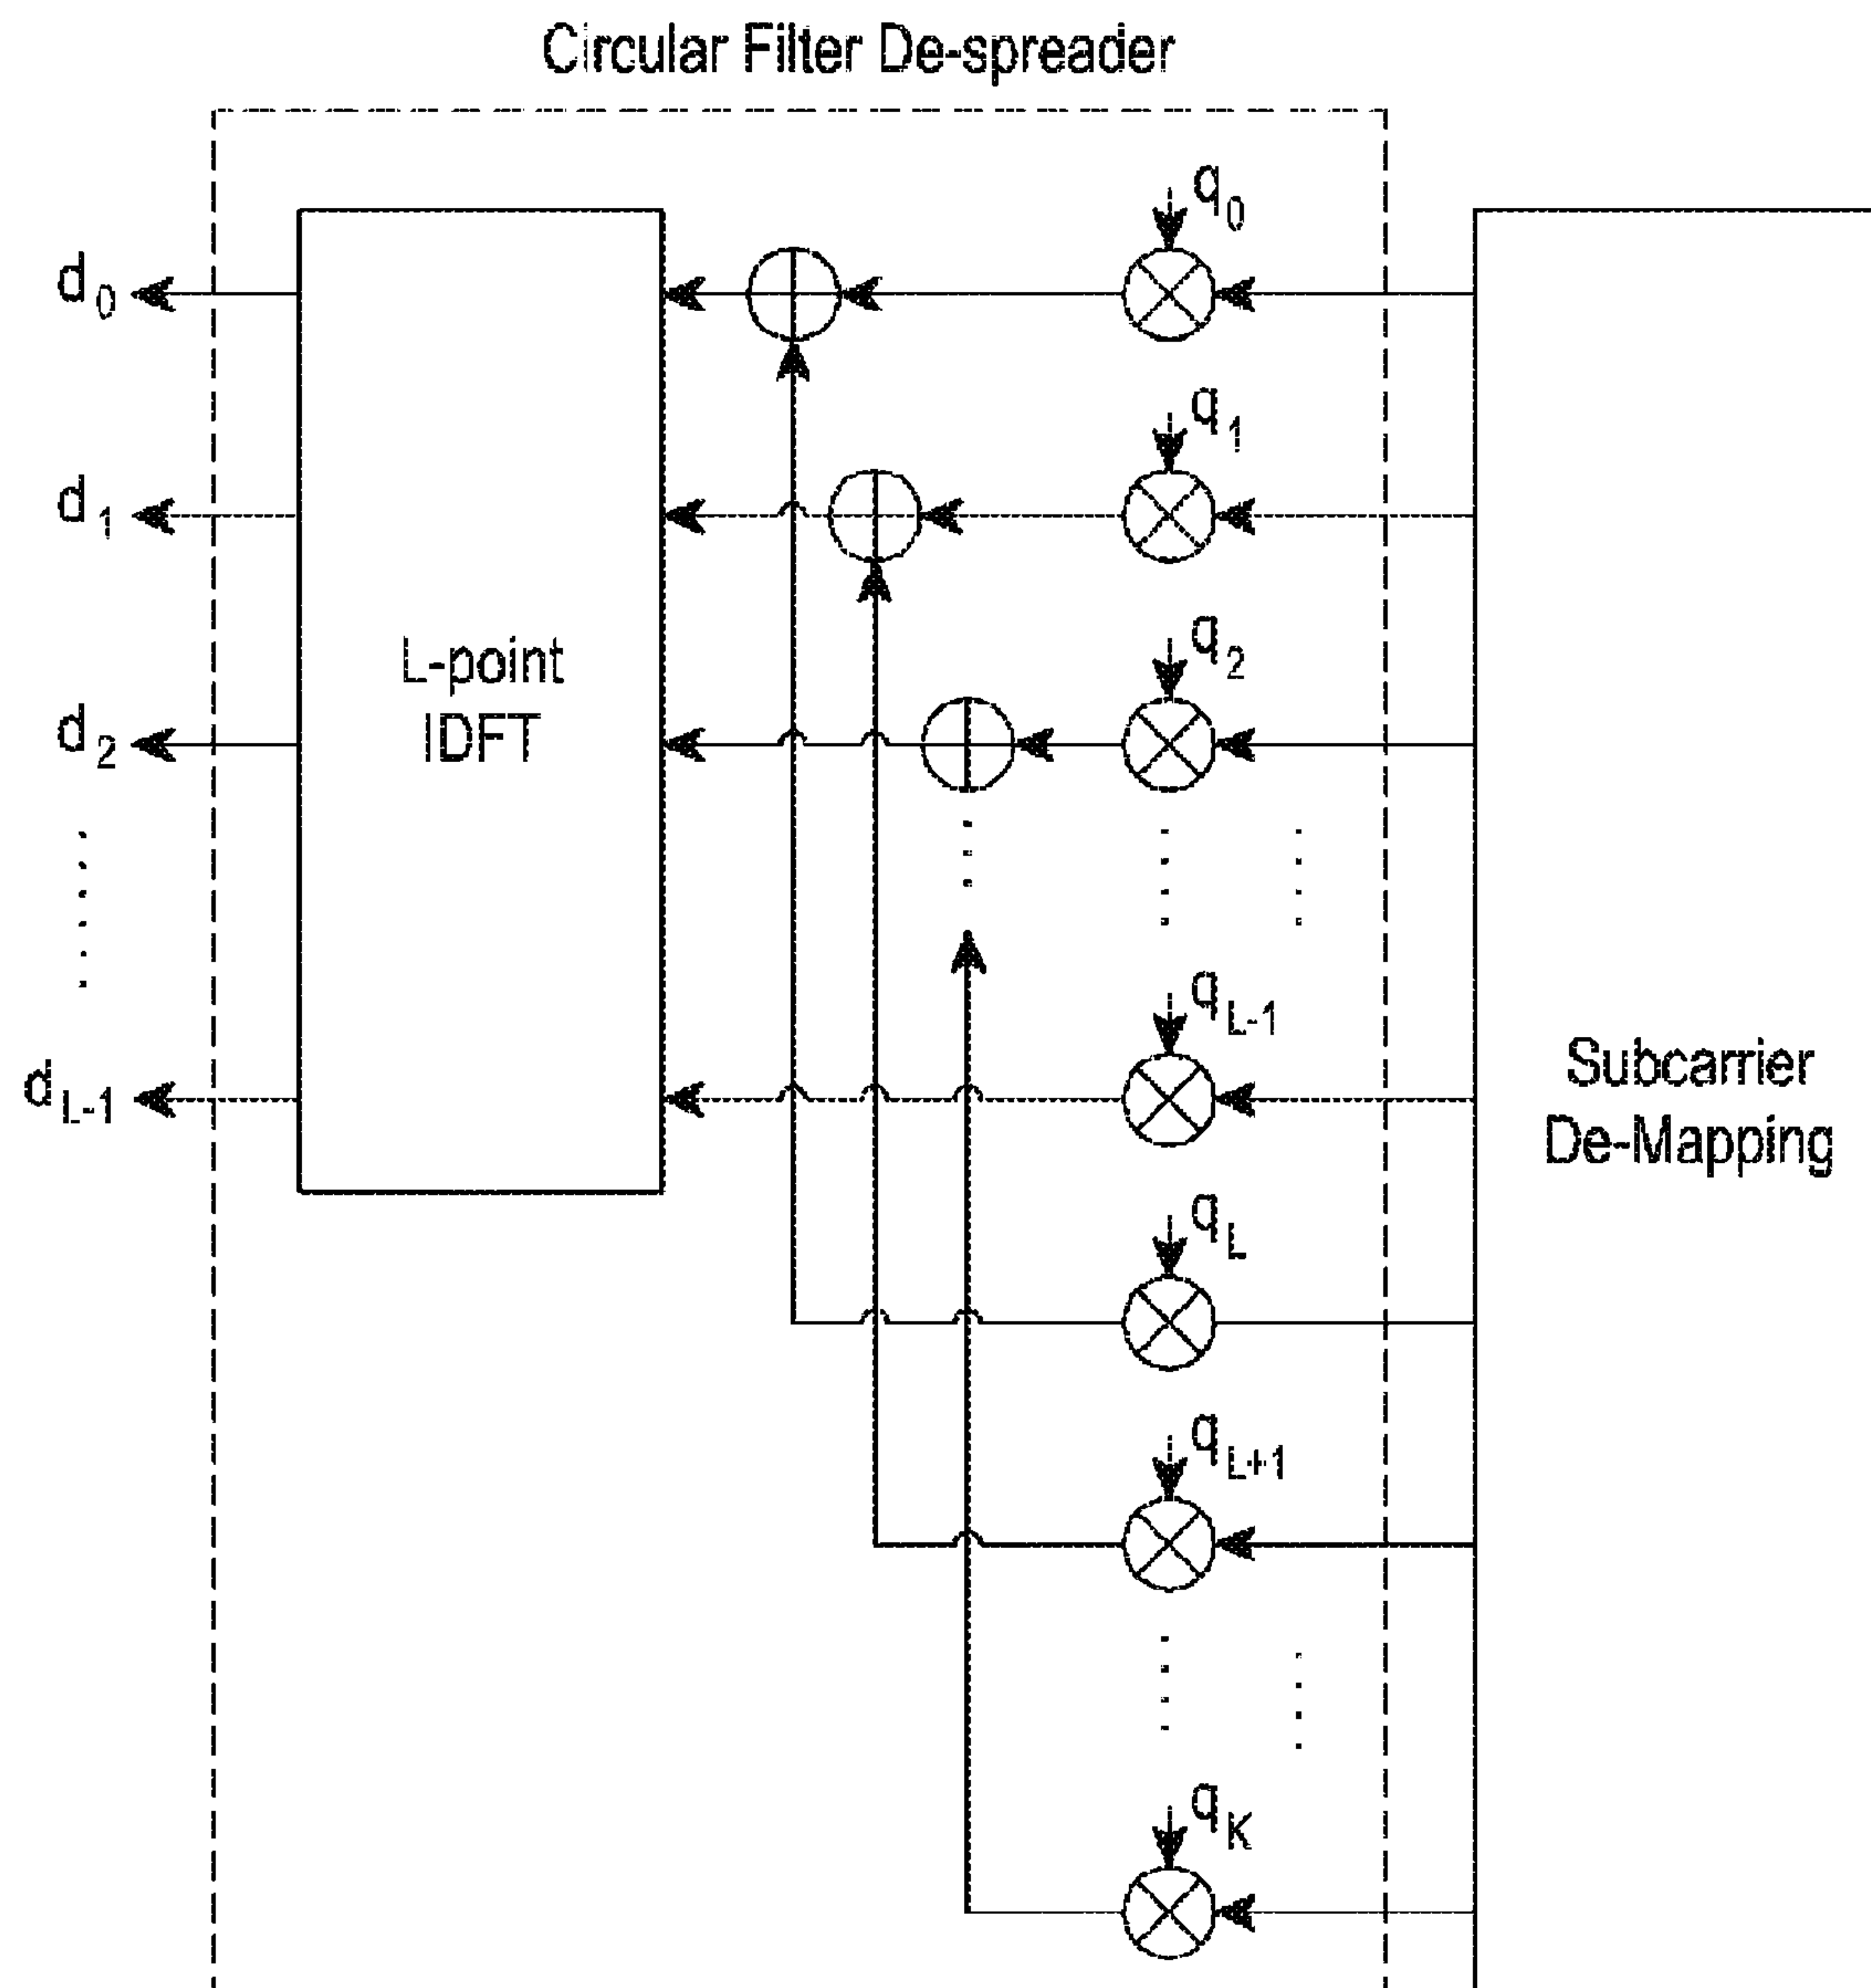 Circular Filter De-spreader
q0
d0
q1
d1
q2
L-point
IDFT
d2
qL-1
Subcarrier
De-Mapping
dL-1
qL
qL+1
qK